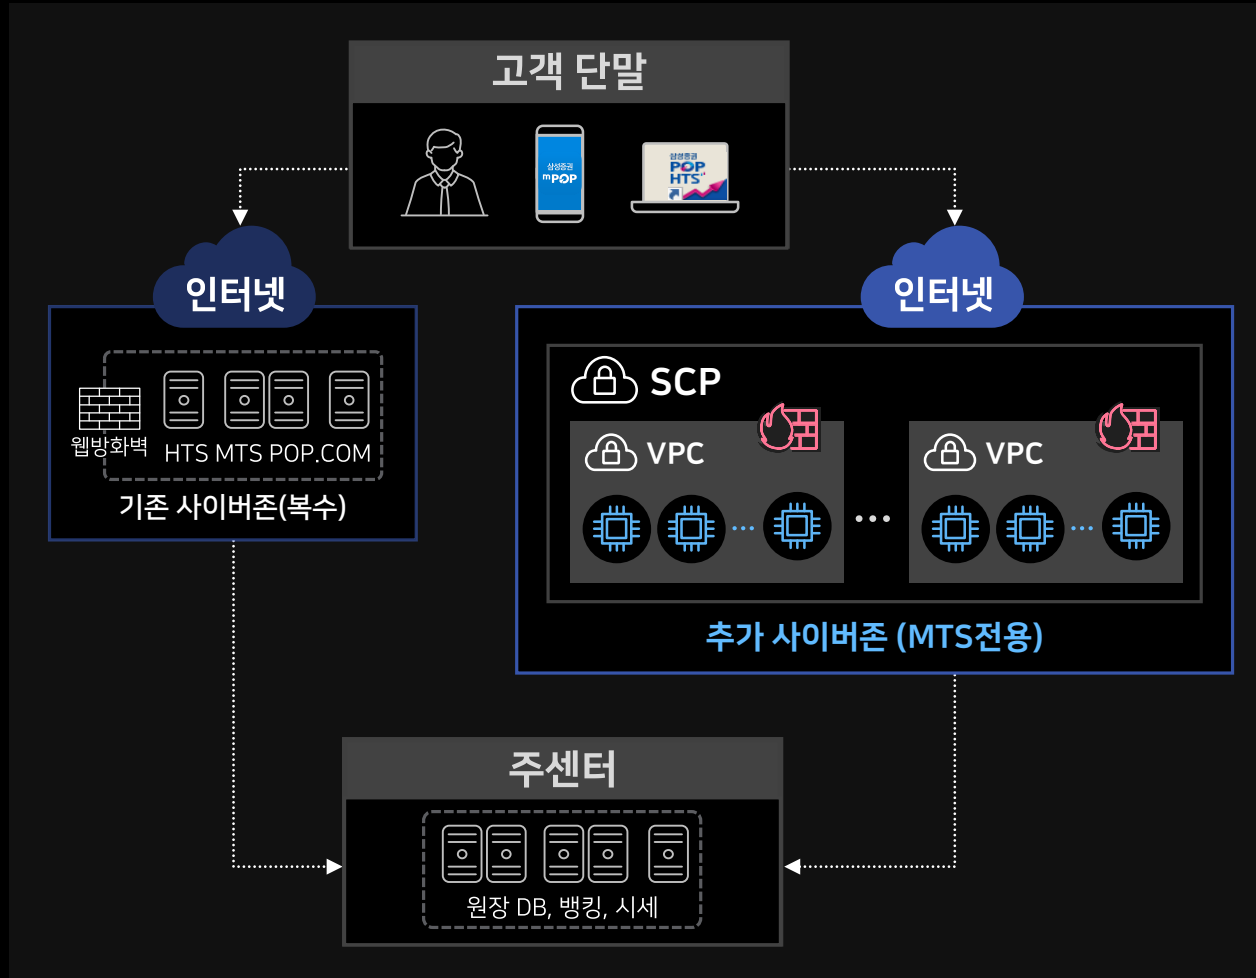 고객 단말
삼성증권
mPOP
삼성증권
POP
HTS
인터넷
인터넷
웹방화벽
HTS MTS POP.COM
기존 사이버존(복수)
SCP
VPC
VPC
...
...
...
추가 사이버존 (MTS전용)
주센터
원장 DB, 뱅킹, 시세